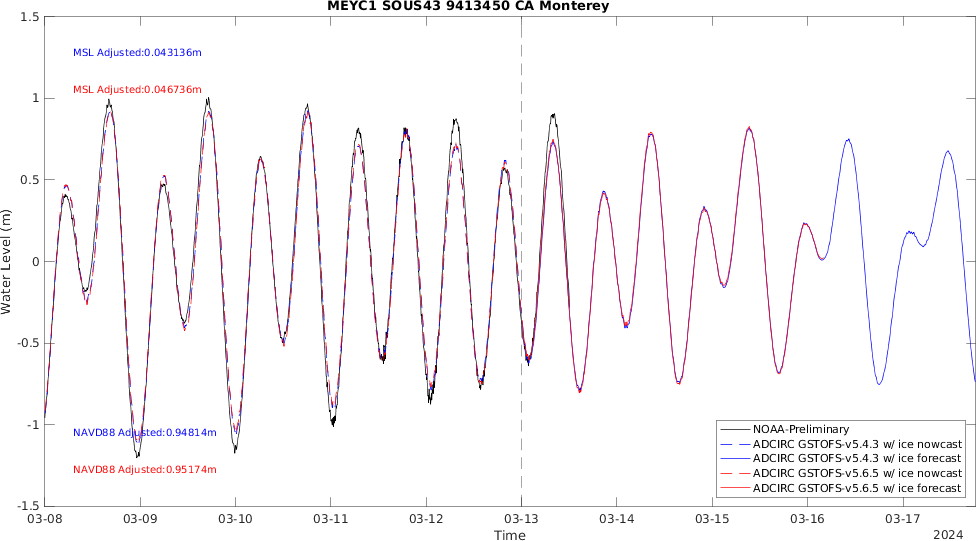 MEYC1 SOUS43 9413450 CA Monterey
1.5
1
0.5
0
-0.5
-1
-1.5
Water Level (m)
MSL Adjusted:0.043136m
MSL Adjusted:0.046736m
NAVD88 Adjusted:0.94814m
NAVD88 Adjusted:0.95174m
NOAA-Preliminary
ADCIRC GSTOFS-v5.4.3 w/ ice nowcast
ADCIRC GSTOFS-v5.4.3 w/ ice forecast
ADCIRC GSTOFS-v5.6.5 w/ ice nowcast
ADCIRC GSTOFS-v5.6.5 w/ ice forecast
03-08 03-09 03-10 03-11 03-12 03-13 03-14 03-15 03-16 03-17
Time
2024